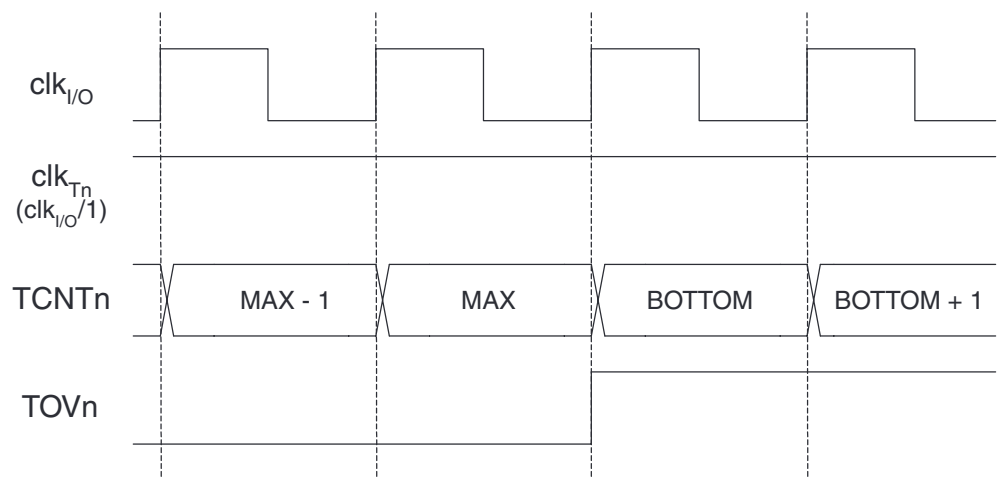 clkI/O
clkTn
(clkI/O/1)
TCNTn MAX - 1 MAX BOTTOM BOTTOM + 1
TOVn